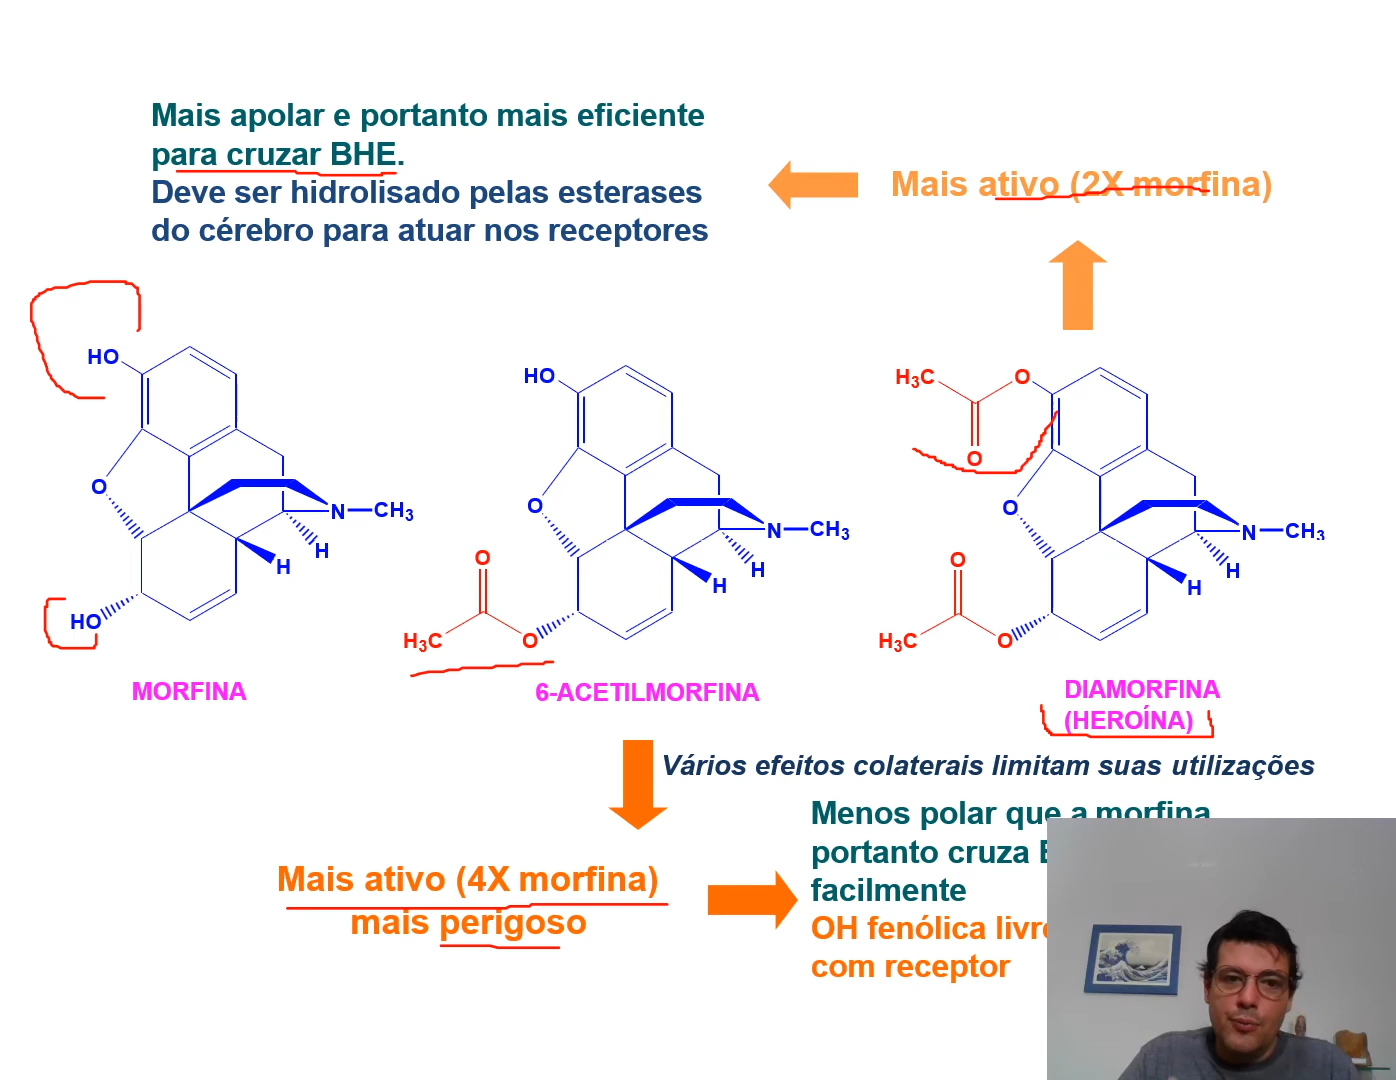 Mais apolar e portanto mais eficiente
para cruzar BHE.
Deve ser hidrolisado pelas esterases
do cérebro para atuar nos receptores
Mais ativo (2X morfina)
HO
O
N
CH3
H
H
HO
MORFINA
HO
O
N
CH3
H
H
O
H3C
O
6-ACETILMORFINA
H3C
O
O
O
N
CH3
H
H
O
H3C
O
DIAMORFINA
(HEROÍNA)
Vários efeitos colaterais limitam suas utilizações
Mais ativo (4X morfina)
mais perigoso
Menos polar que a morfina
portanto cruza
facilmente
OH fenólica
com receptor